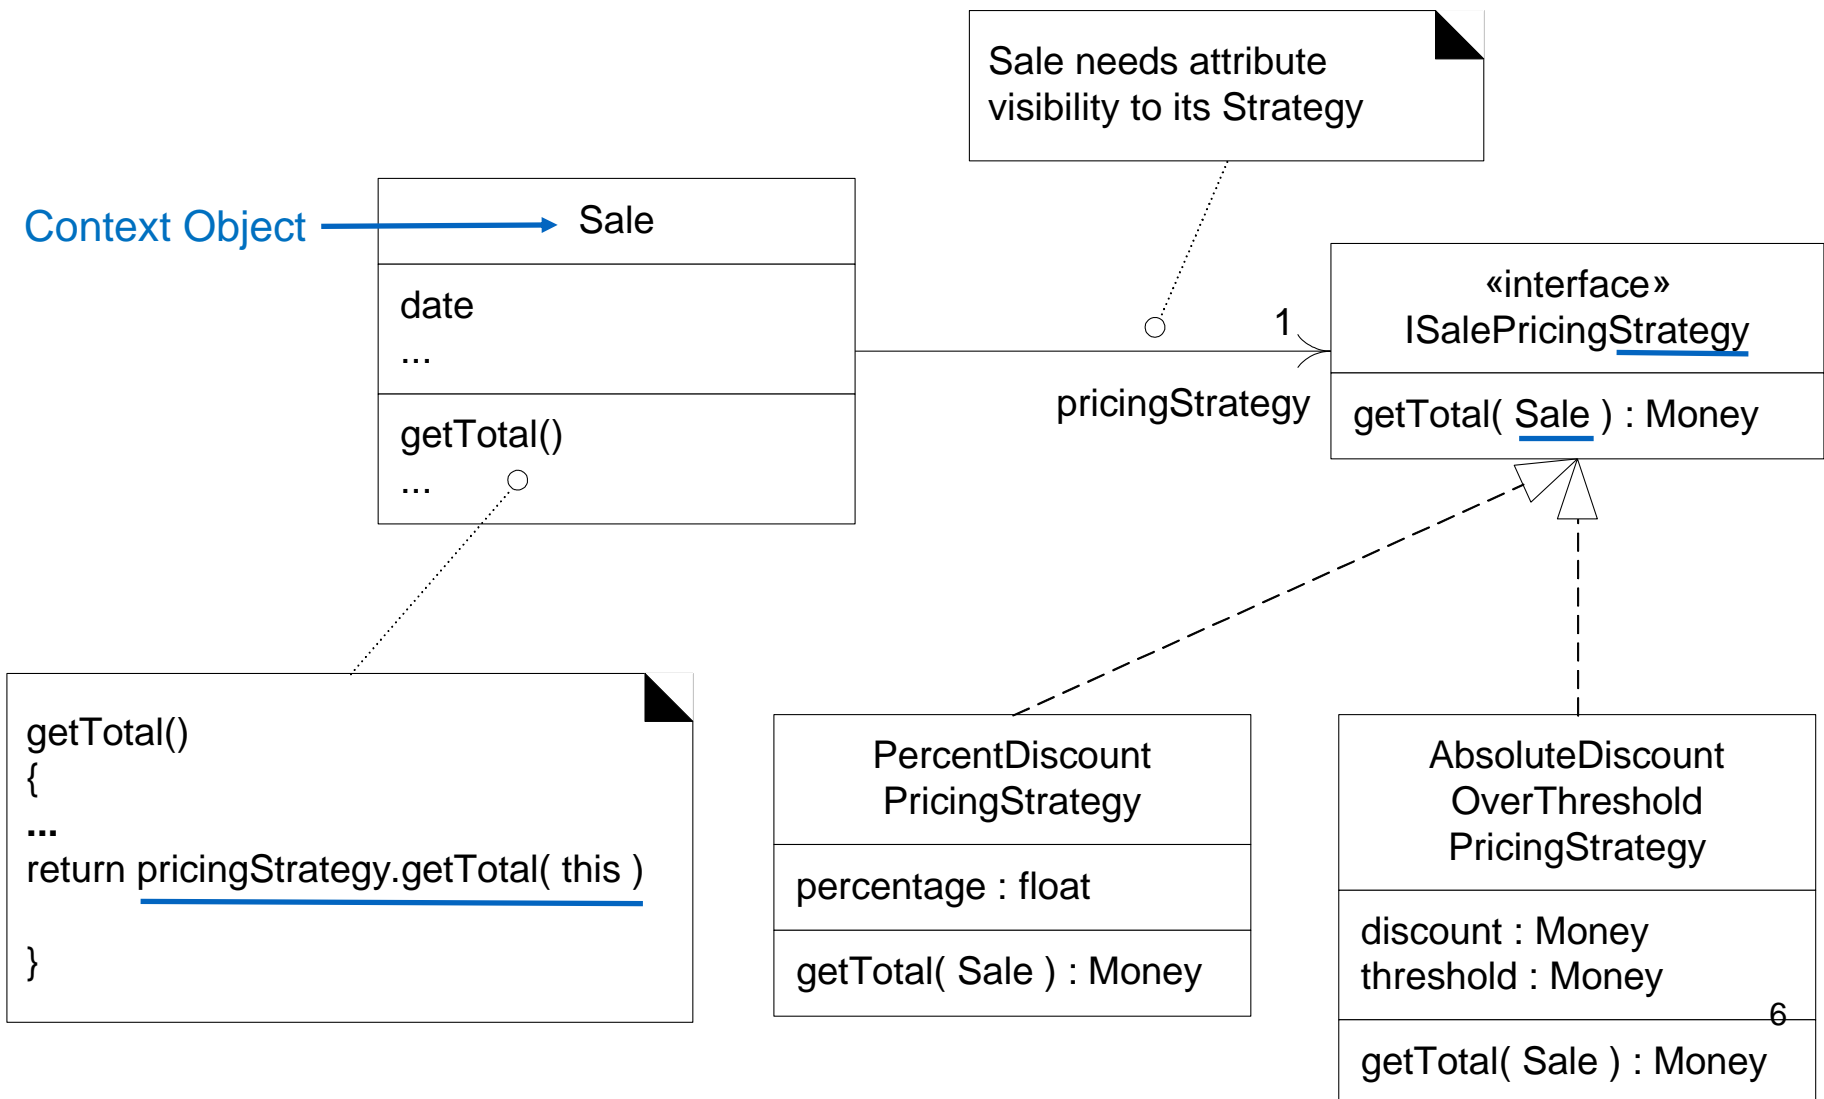 Sale needs attribute
visibility to its Strategy
Context Object
Sale
date
...
getTotal()
...
1
pricingStrategy
«interface»
ISalePricingStrategy
getTotal( Sale ) : Money
getTotal()
{
...
return pricingStrategy.getTotal( this )
}
PercentDiscount
PricingStrategy
percentage : float
getTotal( Sale ) : Money
AbsoluteDiscount
OverThreshold
PricingStrategy
discount : Money
threshold : Money
6
getTotal( Sale ) : Money